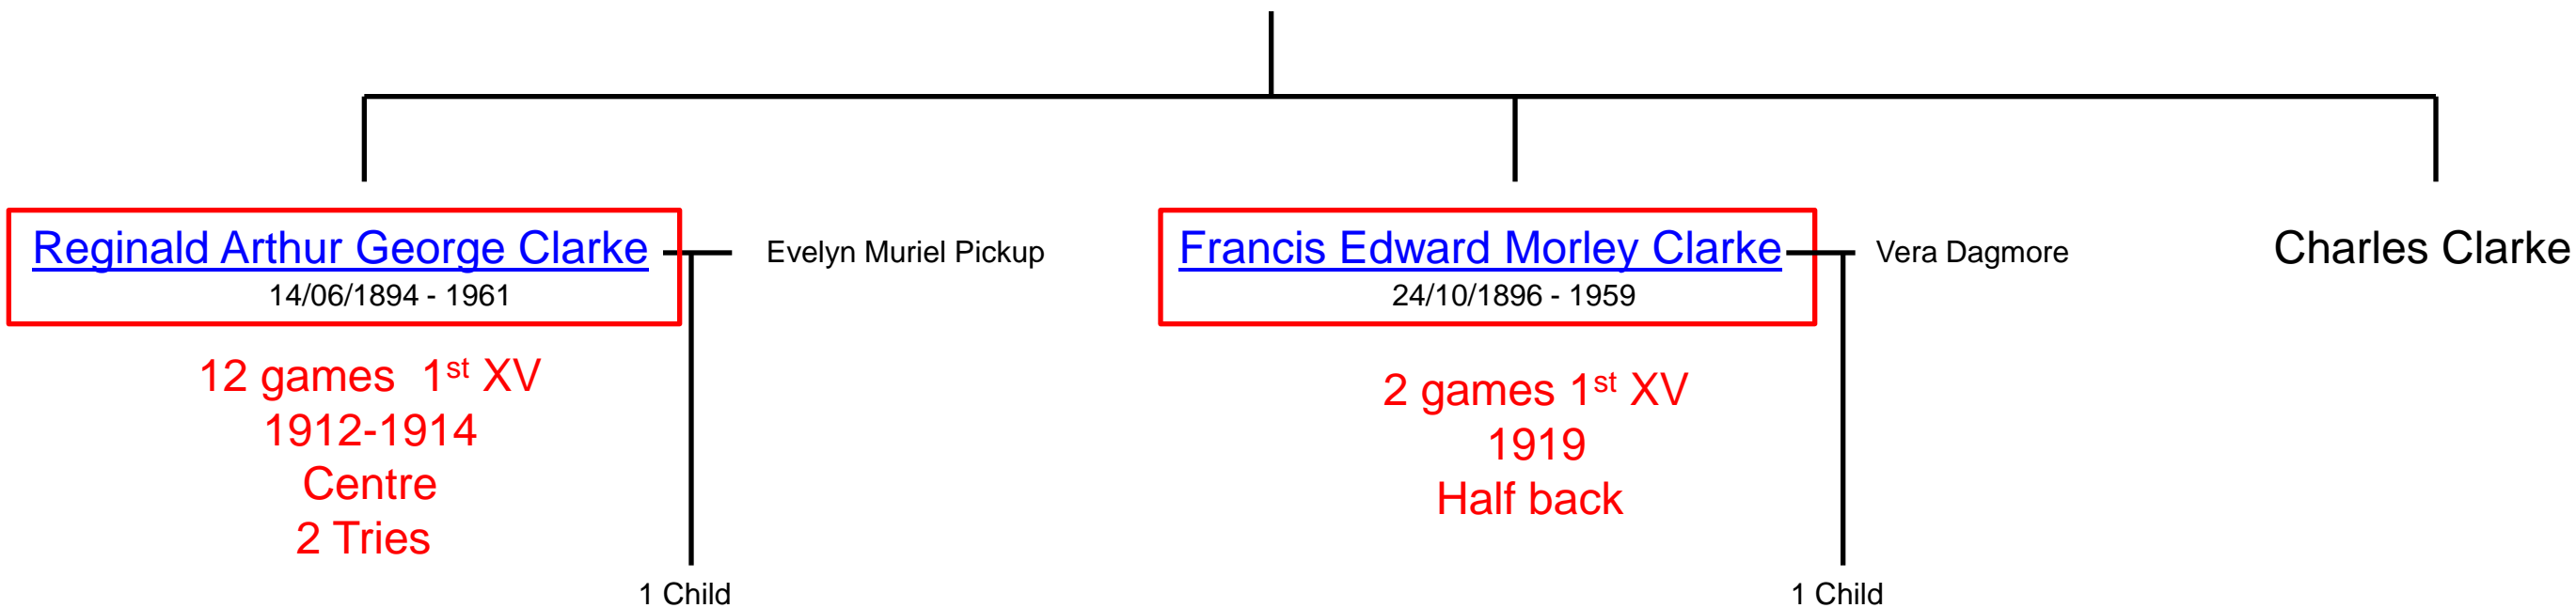 Reginald Arthur George Clarke
14/06/1894 - 1961
Evelyn Muriel Pickup
12 games 1st XV
1912-1914
Centre
2 Tries
1 Child
Francis Edward Morley Clarke
24/10/1896 - 1959
Vera Dagmore
2 games 1st XV
1919
Half back
1 Child
Charles Clarke